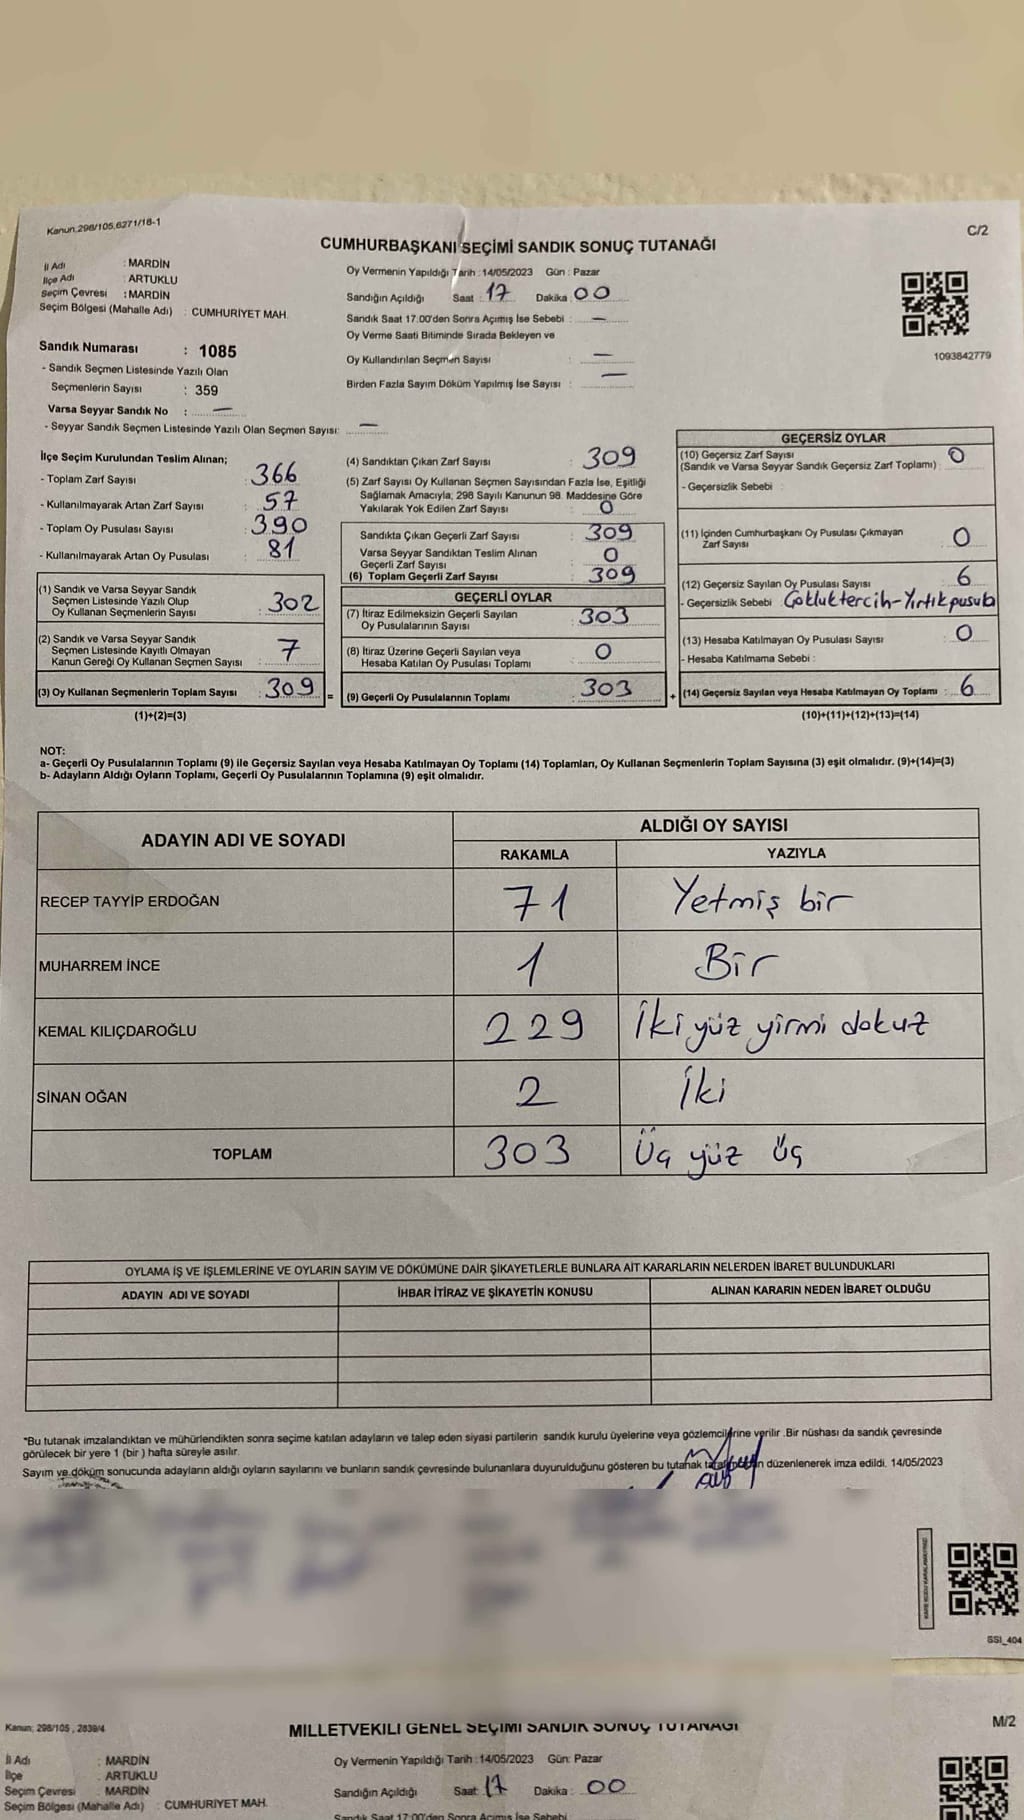 Kanun,298/105,6271/18-1
C/2
CUMHURBAŞKANI SEÇİMİ SANDIK SONUÇ TUTANAĞI
İl Adı : MARDİN
İlçe Adı : ARTUKLU
Seçim Çevresi : MARDİN
Seçim Bölgesi (Mahalle Adı) : CUMHURİYET MAH.
Oy Vermenin Yapıldığı Tarih : 14/05/2023 Gün : Pazar
Sandığın Açıldığı Saat : 17 Dakika : 00
Sandık Saat 17:00'den Sonra Açımış İse Sebebi : —
Oy Verme Saati Bitiminde Sırada Bekleyen ve
Oy Kullandırılan Seçmen Sayısı : —
Birden Fazla Sayım Döküm Yapılmış İse Sayısı : —
1093842779
Sandık Numarası : 1085
- Sandık Seçmen Listesinde Yazılı Olan
Seçmenlerin Sayısı : 359
Varsa Seyyar Sandık No : —
- Seyyar Sandık Seçmen Listesinde Yazılı Olan Seçmen Sayısı: —
İlçe Seçim Kurulundan Teslim Alınan;
- Toplam Zarf Sayısı : 366
- Kullanılmayarak Artan Zarf Sayısı : 57
- Toplam Oy Pusulası Sayısı : 390
- Kullanılmayarak Artan Oy Pusulası : 81
(1) Sandık ve Varsa Seyyar Sandık
Seçmen Listesinde Yazılı Olup
Oy Kullanan Seçmenlerin Sayısı : 302
(2) Sandık ve Varsa Seyyar Sandık
Seçmen Listesinde Kayıtlı Olmayan
Kanun Gereği Oy Kullanan Seçmen Sayısı : 7
(3) Oy Kullanan Seçmenlerin Toplam Sayısı : 309 =
(1)+(2)=(3)
(4) Sandıktan Çıkan Zarf Sayısı : 309
(5) Zarf Sayısı Oy Kullanan Seçmen Sayısından Fazla İse, Eşitliği
Sağlamak Amacıyla, 298 Sayılı Kanunun 98. Maddesine Göre
Yakılarak Yok Edilen Zarf Sayısı : 0
Sandıkta Çıkan Geçerli Zarf Sayısı : 309
Varsa Seyyar Sandıktan Teslim Alınan
Geçerli Zarf Sayısı : 0
(6) Toplam Geçerli Zarf Sayısı : 309
GEÇERLİ OYLAR
(7) İtiraz Edilmeksizin Geçerli Sayılan
Oy Pusulalarının Sayısı : 303
(8) İtiraz Üzerine Geçerli Sayılan veya
Hesaba Katılan Oy Pusulası Toplamı : 0
(9) Geçerli Oy Pusulalarının Toplamı : 303 +
GEÇERSİZ OYLAR
(10) Geçersiz Zarf Sayısı
(Sandık ve Varsa Seyyar Sandık Geçersiz Zarf Toplamı) : 0
- Geçersizlik Sebebi :
(11) İçinden Cumhurbaşkanı Oy Pusulası Çıkmayan
Zarf Sayısı : 0
(12) Geçersiz Sayılan Oy Pusulası Sayısı : 6
- Geçersizlik Sebebi : Çokluktercih-Yırtıkpusula
(13) Hesaba Katılmayan Oy Pusulası Sayısı : 0
- Hesaba Katılmama Sebebi :
(14) Geçersiz Sayılan veya Hesaba Katılmayan Oy Toplamı : 6
(10)+(11)+(12)+(13)=(14)
NOT:
a- Geçerli Oy Pusulalarının Toplamı (9) ile Geçersiz Sayılan veya Hesaba Katılmayan Oy Toplamı (14) Toplamları, Oy Kullanan Seçmenlerin Toplam Sayısına (3) eşit olmalıdır. (9)+(14)=(3)
b- Adayların Aldığı Oyların Toplamı, Geçerli Oy Pusulalarının Toplamına (9) eşit olmalıdır.
ADAYIN ADI VE SOYADI
ALDIĞI OY SAYISI
RAKAMLA YAZIYLA
RECEP TAYYİP ERDOĞAN 71 Yetmiş bir
MUHARREM İNCE 1 Bir
KEMAL KILIÇDAROĞLU 229 İki yüz yirmi dokuz
SİNAN OĞAN 2 İki
TOPLAM 303 Üç yüz üç
OYLAMA İŞ VE İŞLEMLERİNE VE OYLARIN SAYIM VE DÖKÜMÜNE DAİR ŞİKAYETLERLE BUNLARA AİT KARARLARIN NELERDEN İBARET BULUNDUKLARI
ADAYIN ADI VE SOYADI İHBAR İTİRAZ VE ŞİKAYETİN KONUSU ALINAN KARARIN NEDEN İBARET OLDUĞU
*Bu tutanak imzalandıktan ve mühürlendikten sonra seçime katılan adayların ve talep eden siyasi partilerin sandık kurulu üyelerine veya gözlemcilerine verilir .Bir nüshası da sandık çevresinde
görülecek bir yere 1 (bir ) hafta süreyle asılır.
Sayım ve döküm sonucunda adayların aldığı oyların sayılarını ve bunların sandık çevresinde bulunanlara duyurulduğunu gösteren bu tutanak düzenlenerek imza edildi. 14/05/2023
SSI_404
Kanun; 298/105 , 2839/4
M/2
MİLLETVEKİLİ GENEL SEÇİMİ SANDIK SONUÇ TUTANAĞI
İl Adı : MARDİN
İlçe : ARTUKLU
Seçim Çevresi : MARDİN
Seçim Bölgesi (Mahalle Adı) : CUMHURİYET MAH.
Oy Vermenin Yapıldığı Tarih : 14/05/2023 Gün: Pazar
Sandığın Açıldığı Saat: 17 Dakika : 00
Sandık Saat 17:00'den Sonra Açımış İse Sebebi